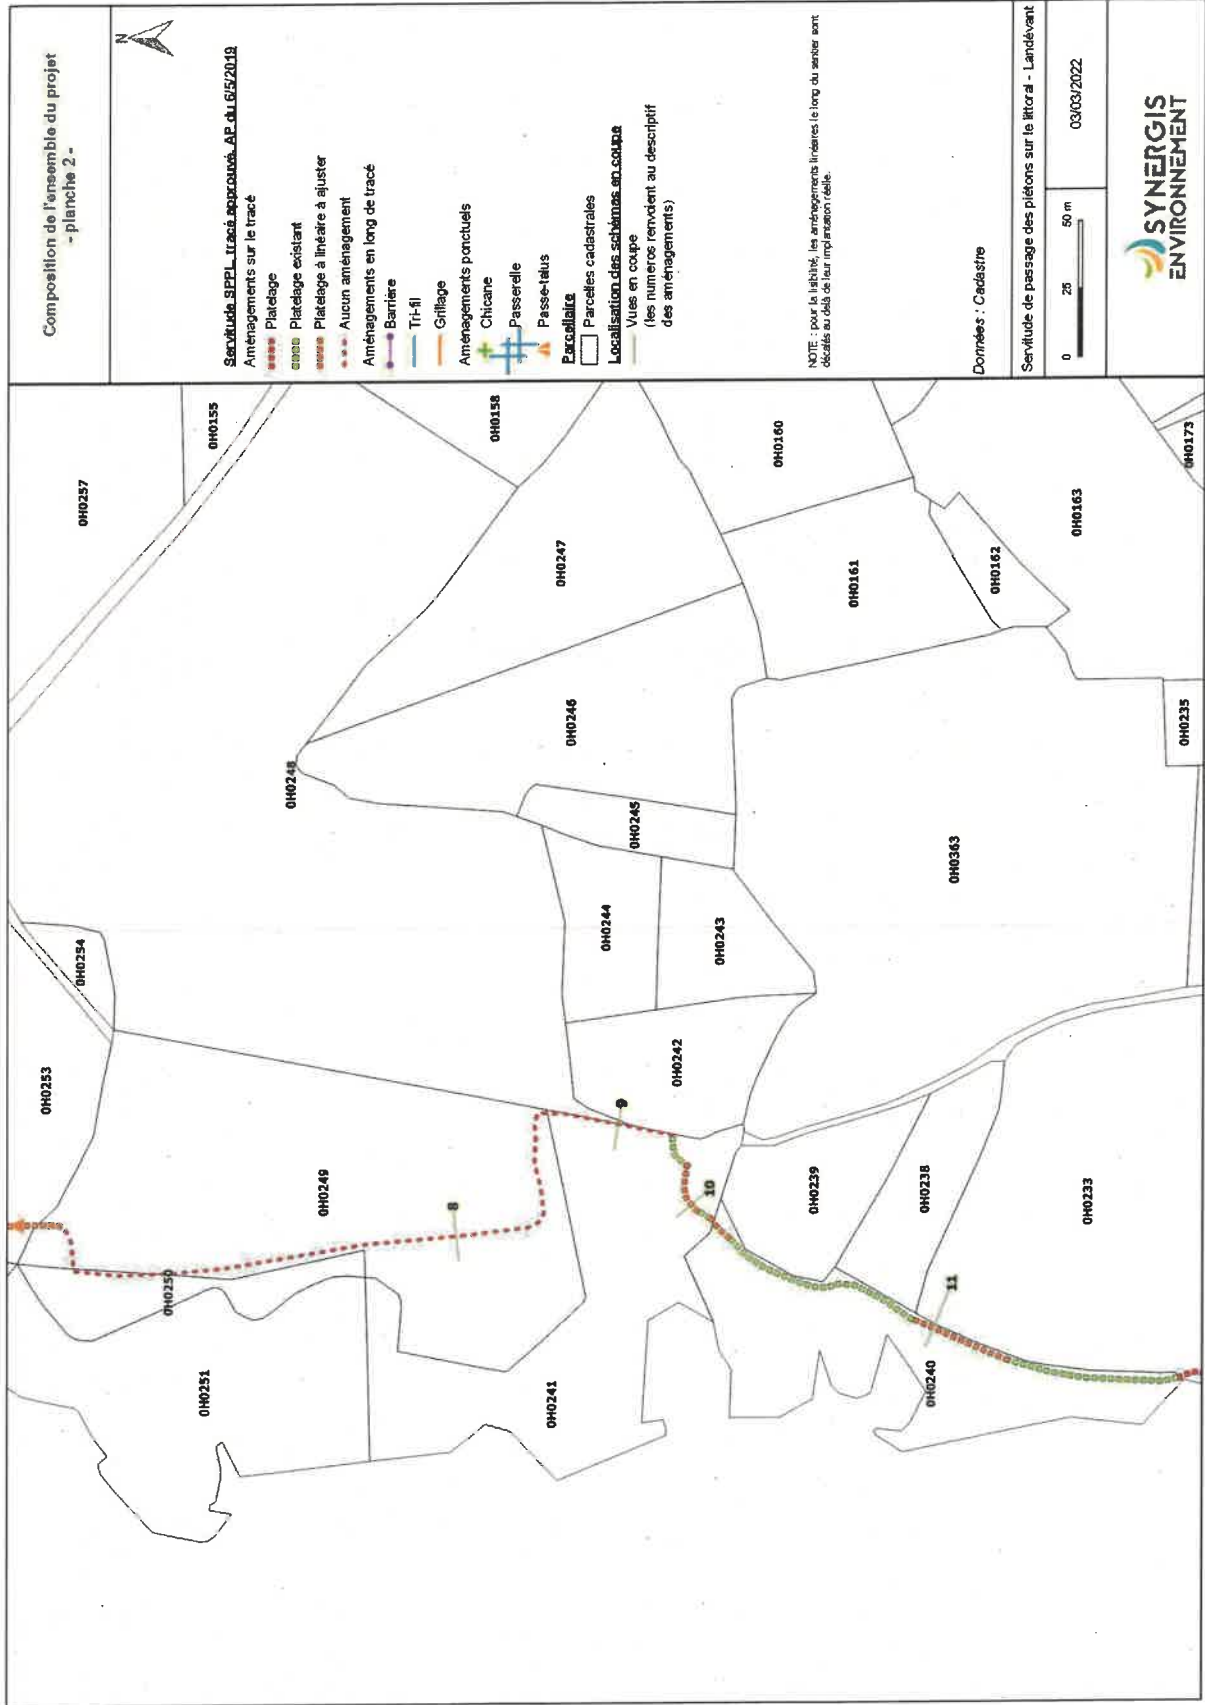 Composition de l'ensemble du projet
- planche 2 -
N
Servitude SPPL, tracé approuvé, AP du 6/5/2019
Aménagements sur le tracé
Platelage
Platelage existant
Platelage à linéaire à ajuster
Aucun aménagement
Aménagements en long de tracé
Barrière
Tri-fil
Grillage
Aménagements ponctuels
Chicane
Passerelle
Passe-talus
Parcellaire
Parcelles cadastrales
Localisation des schémas en coupe
Vues en coupe
(les numeros renvoient au descriptif
des aménagements)
NOTE : pour la lisibilité, les aménagements linéaires le long du sentier sont
décalés au delà de leur implantation réelle.
Données : Cadastre
Servitude de passage des piétons sur le littoral - Landévant
0 25 50 m
03/03/2022
SYNERGIS
ENVIRONNEMENT
0H0257
0H0155
0H0158
0H0160
0H0173
0H0163
0H0162
0H0161
0H0247
0H0246
0H0248
0H0245
0H0235
0H0363
0H0244
0H0243
0H0254
0H0253
0H0242
0H0249
9
8
10
0H0239
0H0238
0H0233
0H0250
11
0H0251
0H0241
0H0240